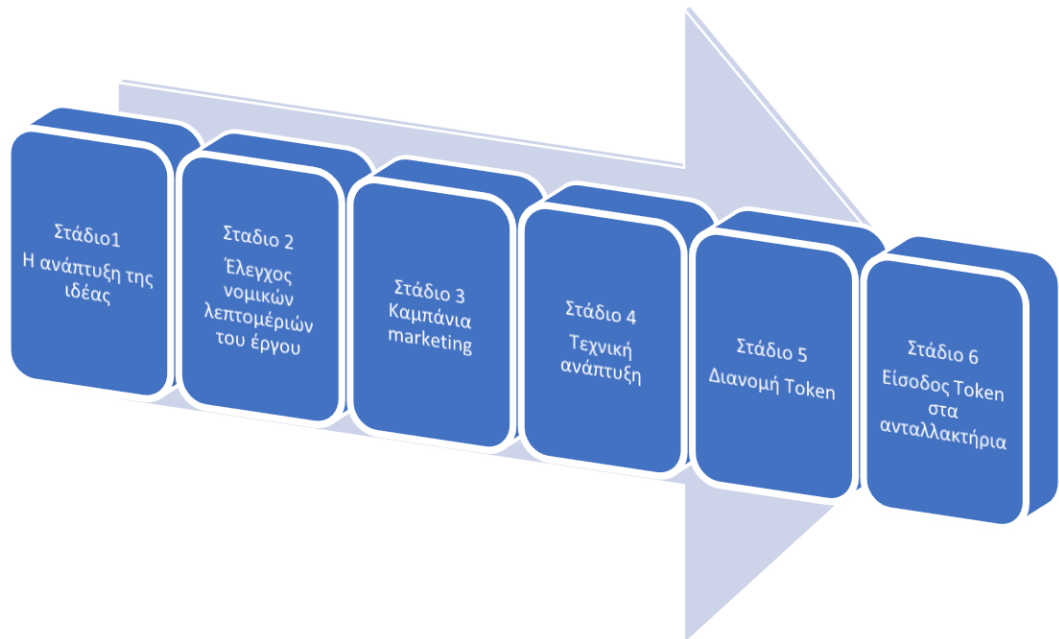 Στάδιο1
Η ανάπτυξη της
ιδέας
Σταδιο 2
Έλεγχος
νομικών
λεπτομέριών
του έργου
Στάδιο 3
Καμπάνια
marketing
Στάδιο 4
Τεχνική
ανάπτυξη
Στάδιο 5
Διανομή Token
Στάδιο 6
Είσοδος Token
στα
ανταλλακτήρια